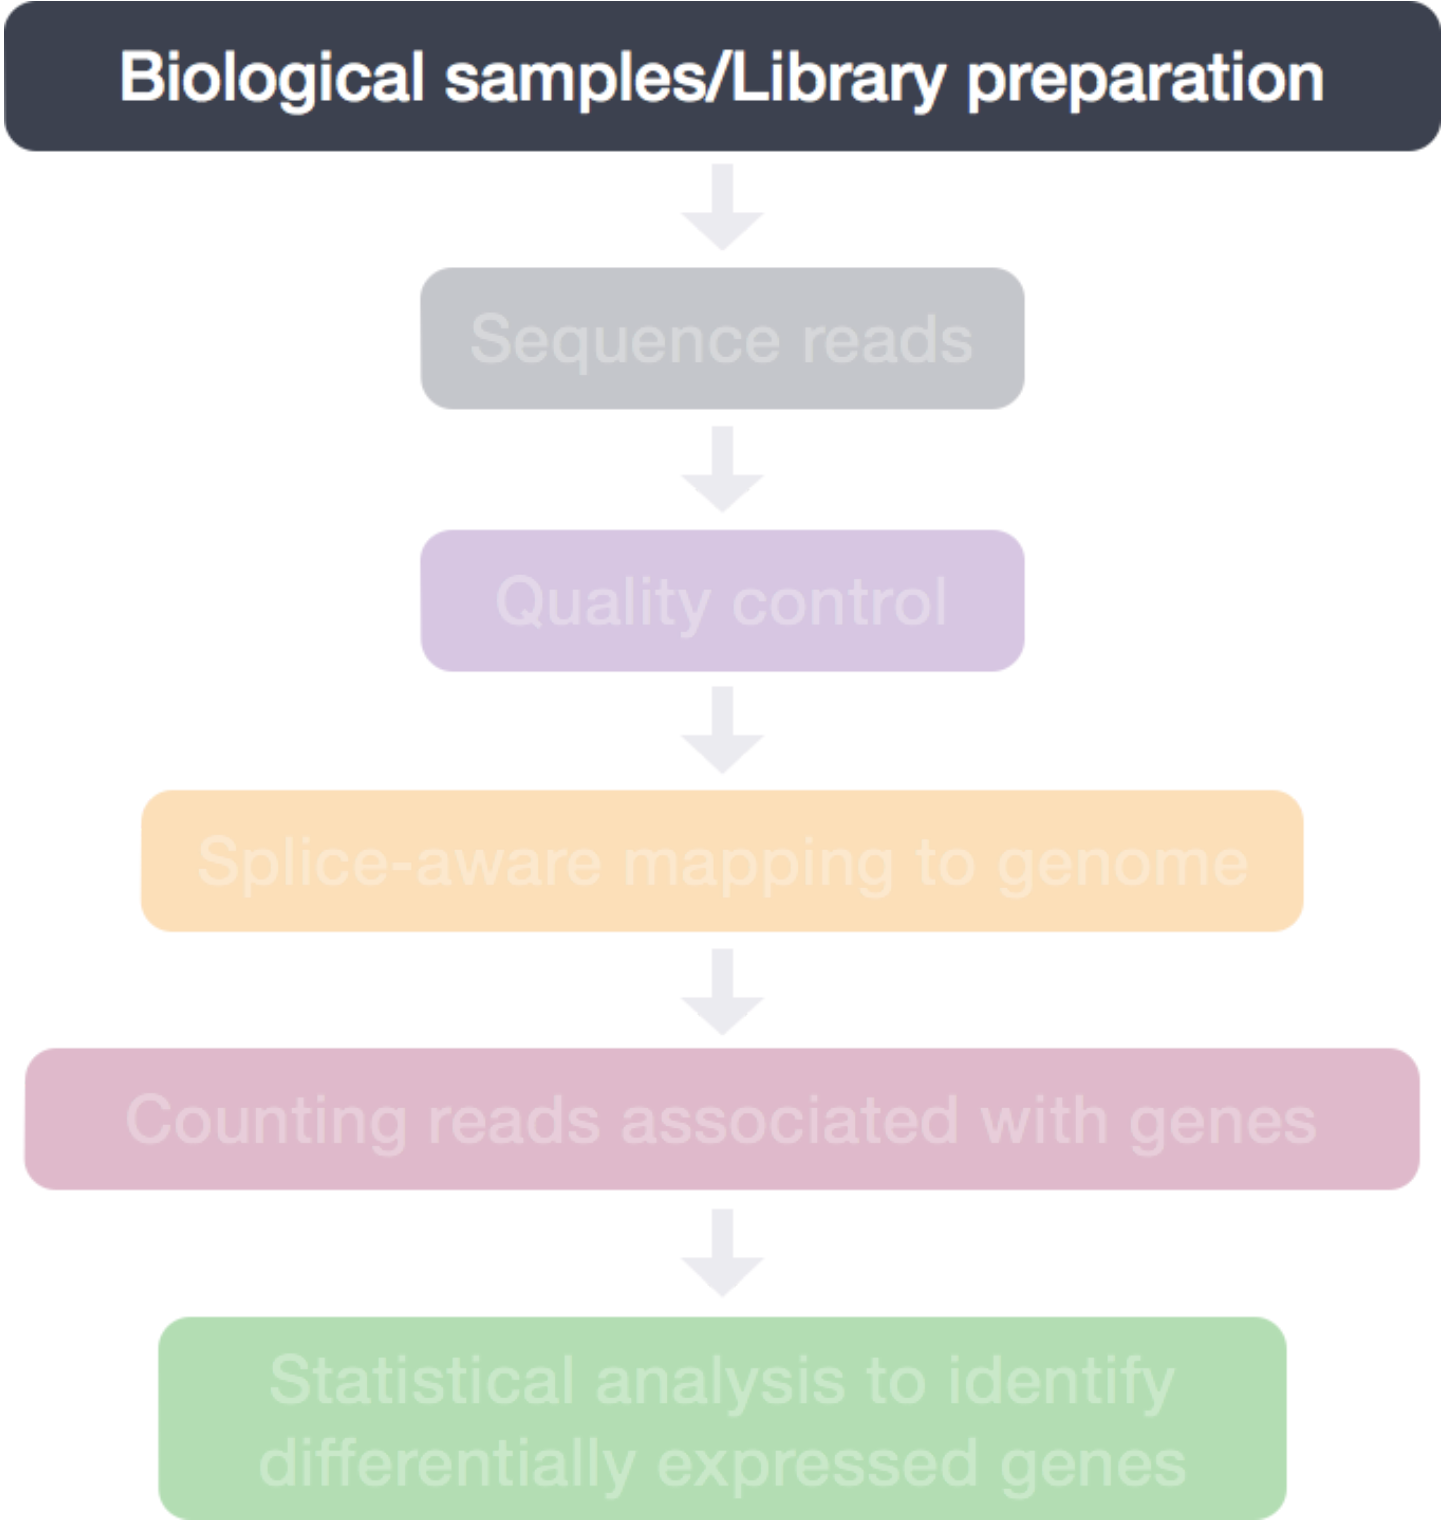 Biological samples/Library preparation
Sequence reads
Quality control
Splice-aware mapping to genome
Counting reads associated with genes
Statistical analysis to identify
differentially expressed genes